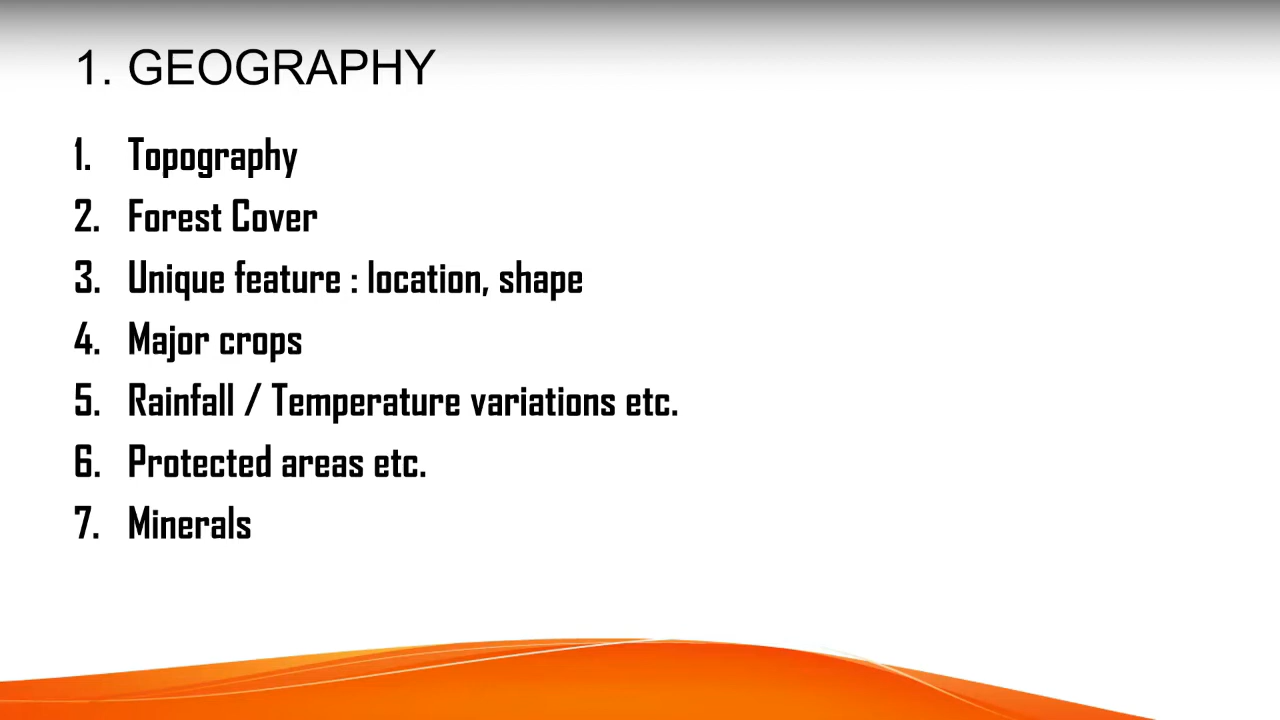 1. GEOGRAPHY
1. Topography
2. Forest Cover
3. Unique feature : location, shape
4. Major crops
5. Rainfall / Temperature variations etc.
6. Protected areas etc.
7. Minerals